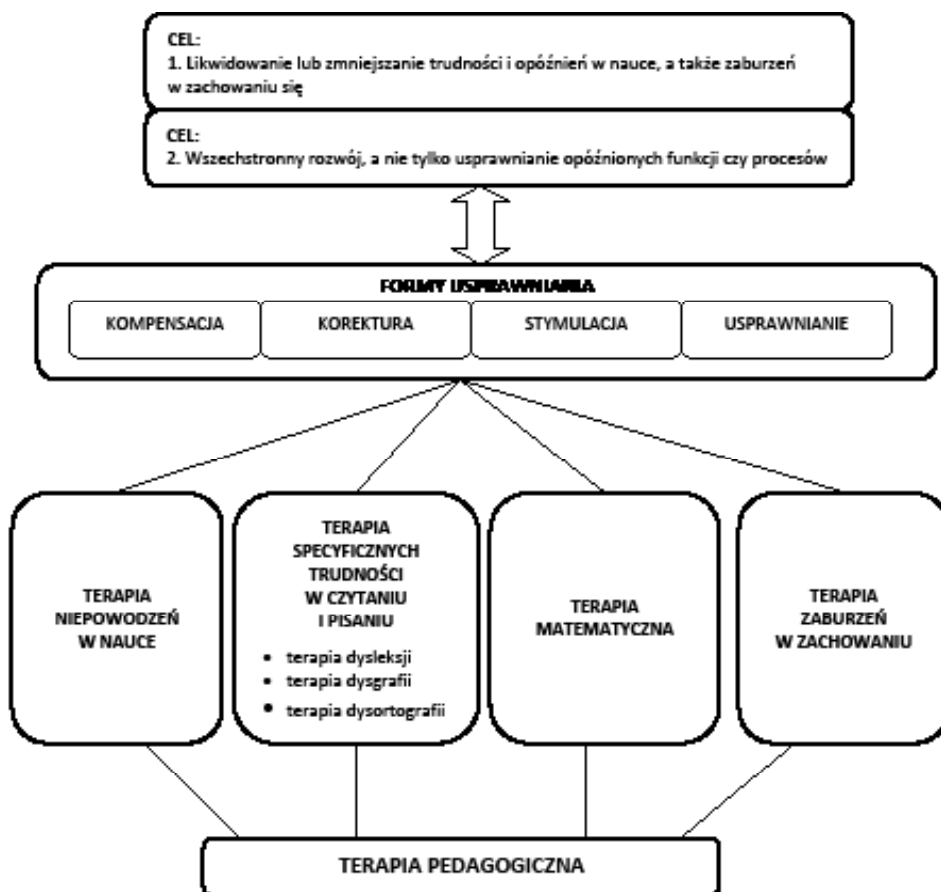 CEL:
1. Likwidowanie lub zmniejszanie trudności i opóźnień w nauce, a także zaburzeń
w zachowaniu się
CEL:
2. Wszechstronny rozwój, a nie tylko usprawnianie opóźnionych funkcji czy procesów
FORMY USPRAWNIANIA
KOMPENSACJA
KOREKTURA
STYMULACJA
USPRAWNIANIE
TERAPIA
NIEPOWODZEŃ
W NAUCE
TERAPIA
SPECYFICZNYCH
TRUDNOŚCI
W CZYTANIU
I PISANIU
• terapia dysleksji
• terapia dysgrafii
• terapia dysortografii
TERAPIA
MATEMATYCZNA
TERAPIA
ZABURZEŃ
W ZACHOWANIU
TERAPIA PEDAGOGICZNA